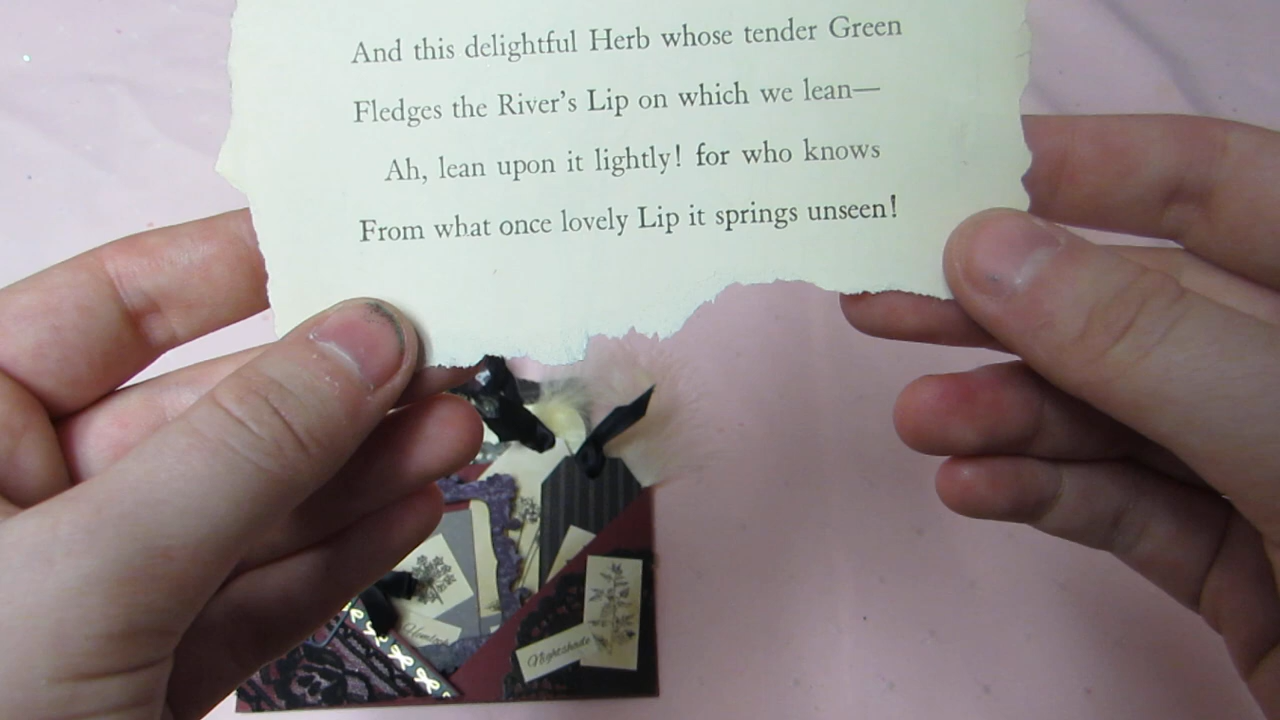 And this delightful Herb whose tender Green
Fledges the River's Lip on which we lean—
Ah, lean upon it lightly! for who knows
From what once lovely Lip it springs unseen!
Hemlock
Nightshade